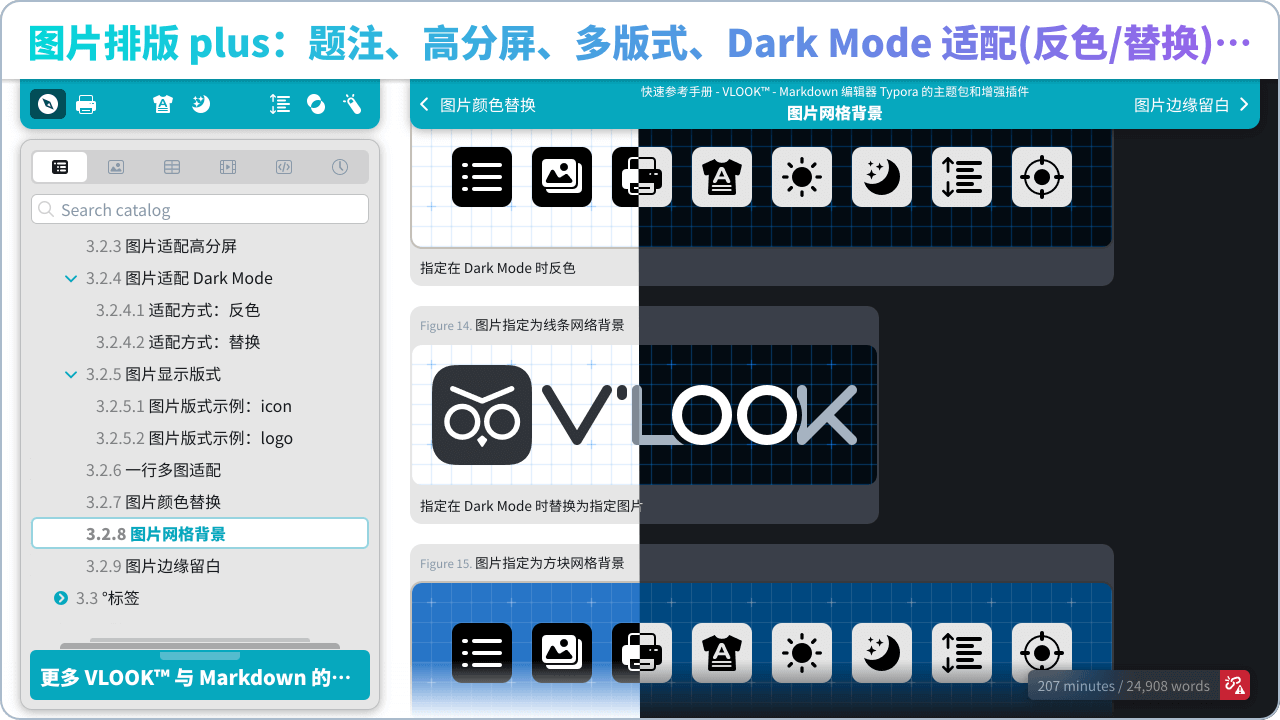 图片排版 plus：题注、高分屏、多版式、Dark Mode 适配(反色/替换)…
快速参考手册 - VLOOK™ - Markdown 编辑器 Typora 的主题包和增强插件
图片颜色替换
图片网格背景
图片边缘留白
Search catalog
3.2.3 图片适配高分屏
3.2.4 图片适配 Dark Mode
3.2.4.1 适配方式：反色
3.2.4.2 适配方式：替换
3.2.5 图片显示版式
3.2.5.1 图片版式示例：icon
3.2.5.2 图片版式示例：logo
3.2.6 一行多图适配
3.2.7 图片颜色替换
3.2.8 图片网格背景
3.2.9 图片边缘留白
3.3 °标签
更多 VLOOK™ 与 Markdown 的…
指定在 Dark Mode 时反色
Figure 14. 图片指定为线条网络背景
V'LOOK
指定在 Dark Mode 时替换为指定图片
Figure 15. 图片指定为方块网格背景
207 minutes / 24,908 words